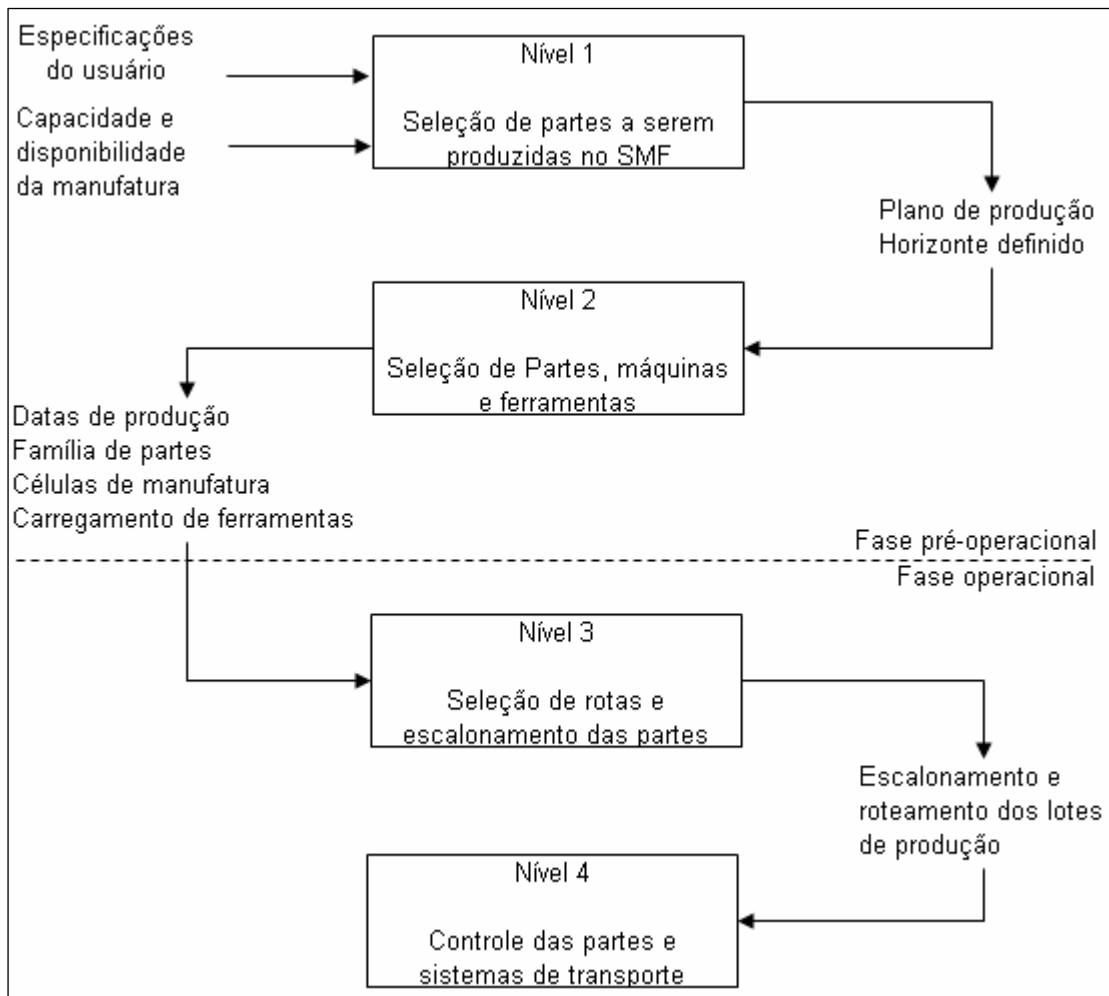 Especificações
do usuário
Capacidade e
disponibilidade
da manufatura
Nível 1
Seleção de partes a serem
produzidas no SMF
Plano de produção
Horizonte definido
Nível 2
Seleção de Partes, máquinas
e ferramentas
Datas de produção
Família de partes
Células de manufatura
Carregamento de ferramentas
Fase pré-operacional
Fase operacional
Nível 3
Seleção de rotas e
escalonamento das partes
Escalonamento e
roteamento dos lotes
de produção
Nível 4
Controle das partes e
sistemas de transporte